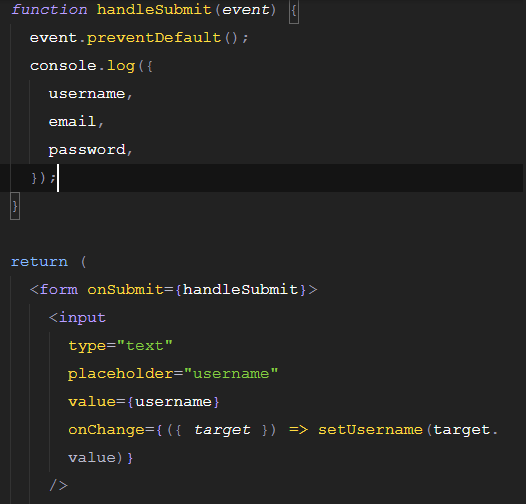 function handleSubmit(event) {
event.preventDefault();
console.log({
username,
email,
password,
});
}
return (
<form onSubmit={handleSubmit}>
<input
type="text"
placeholder="username"
value={username}
onChange={({ target }) => setUsername(target.
value)}
/>